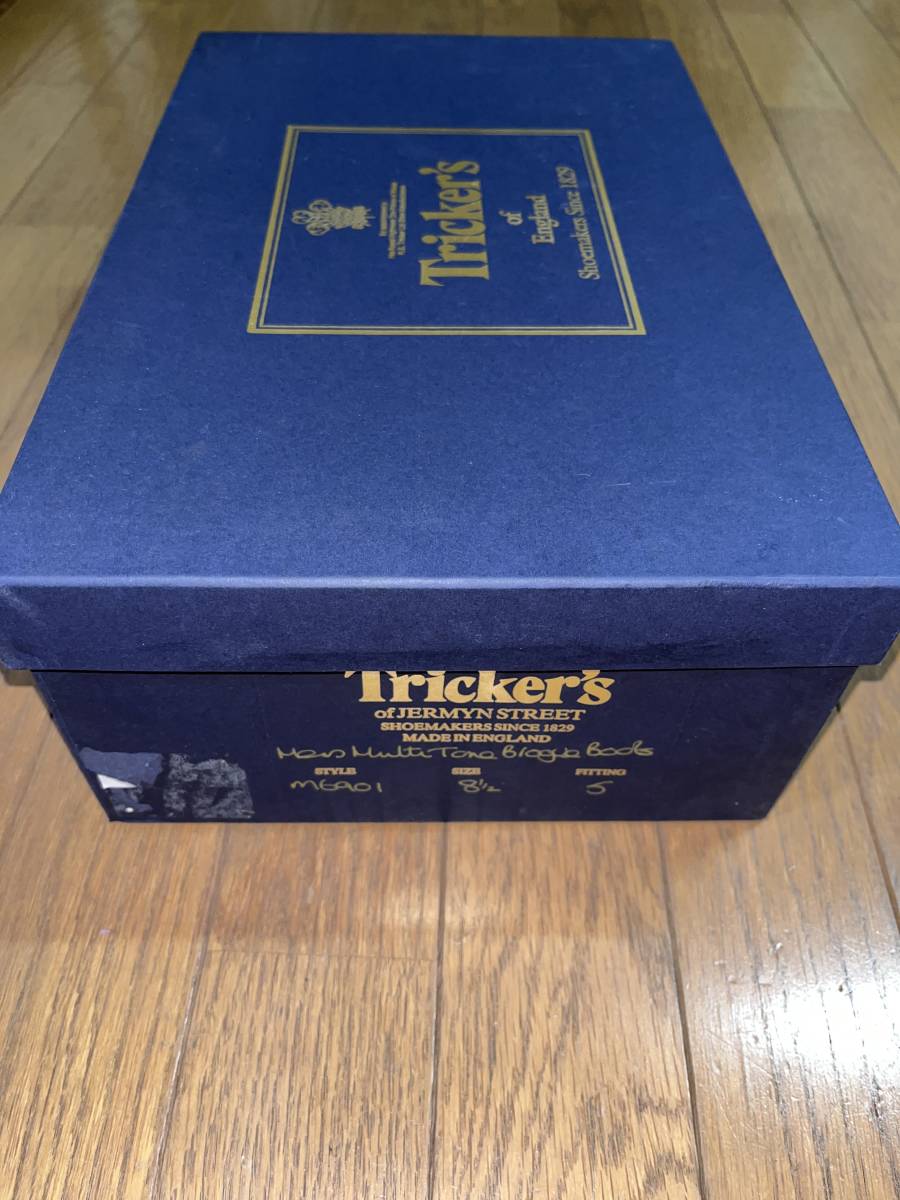 Tricker's
of
England
Shoemakers Since 1829
Tricker's
of JERMYN STREET
SHOEMAKERS SINCE 1829
MADE IN ENGLAND
Mens Multi Tone Brogue Boots
STYLE SIZE FITTING
M6901 8½ 5